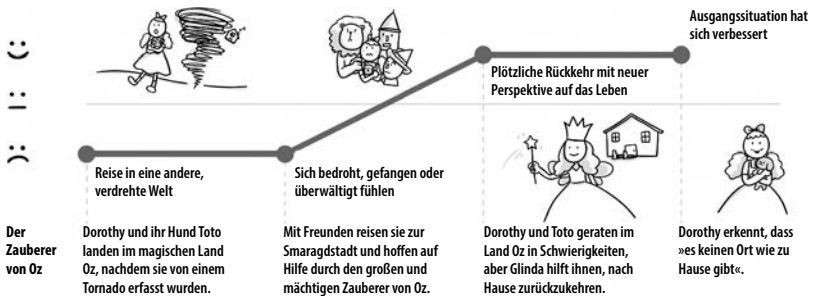 Ausgangssituation hat
sich verbessert
Plötzliche Rückkehr mit neuer
Perspektive auf das Leben
Reise in eine andere,
verdrehte Welt
Sich bedroht, gefangen oder
überwältigt fühlen
Der
Zauberer
von Oz
Dorothy und ihr Hund Toto
landen im magischen Land
Oz, nachdem sie von einem
Tornado erfasst wurden.
Mit Freunden reisen sie zur
Smaragdstadt und hoffen auf
Hilfe durch den großen und
mächtigen Zauberer von Oz.
Dorothy und Toto geraten im
Land Oz in Schwierigkeiten,
aber Glinda hilft ihnen, nach
Hause zurückzukehren.
Dorothy erkennt, dass
»es keinen Ort wie zu
Hause gibt«.